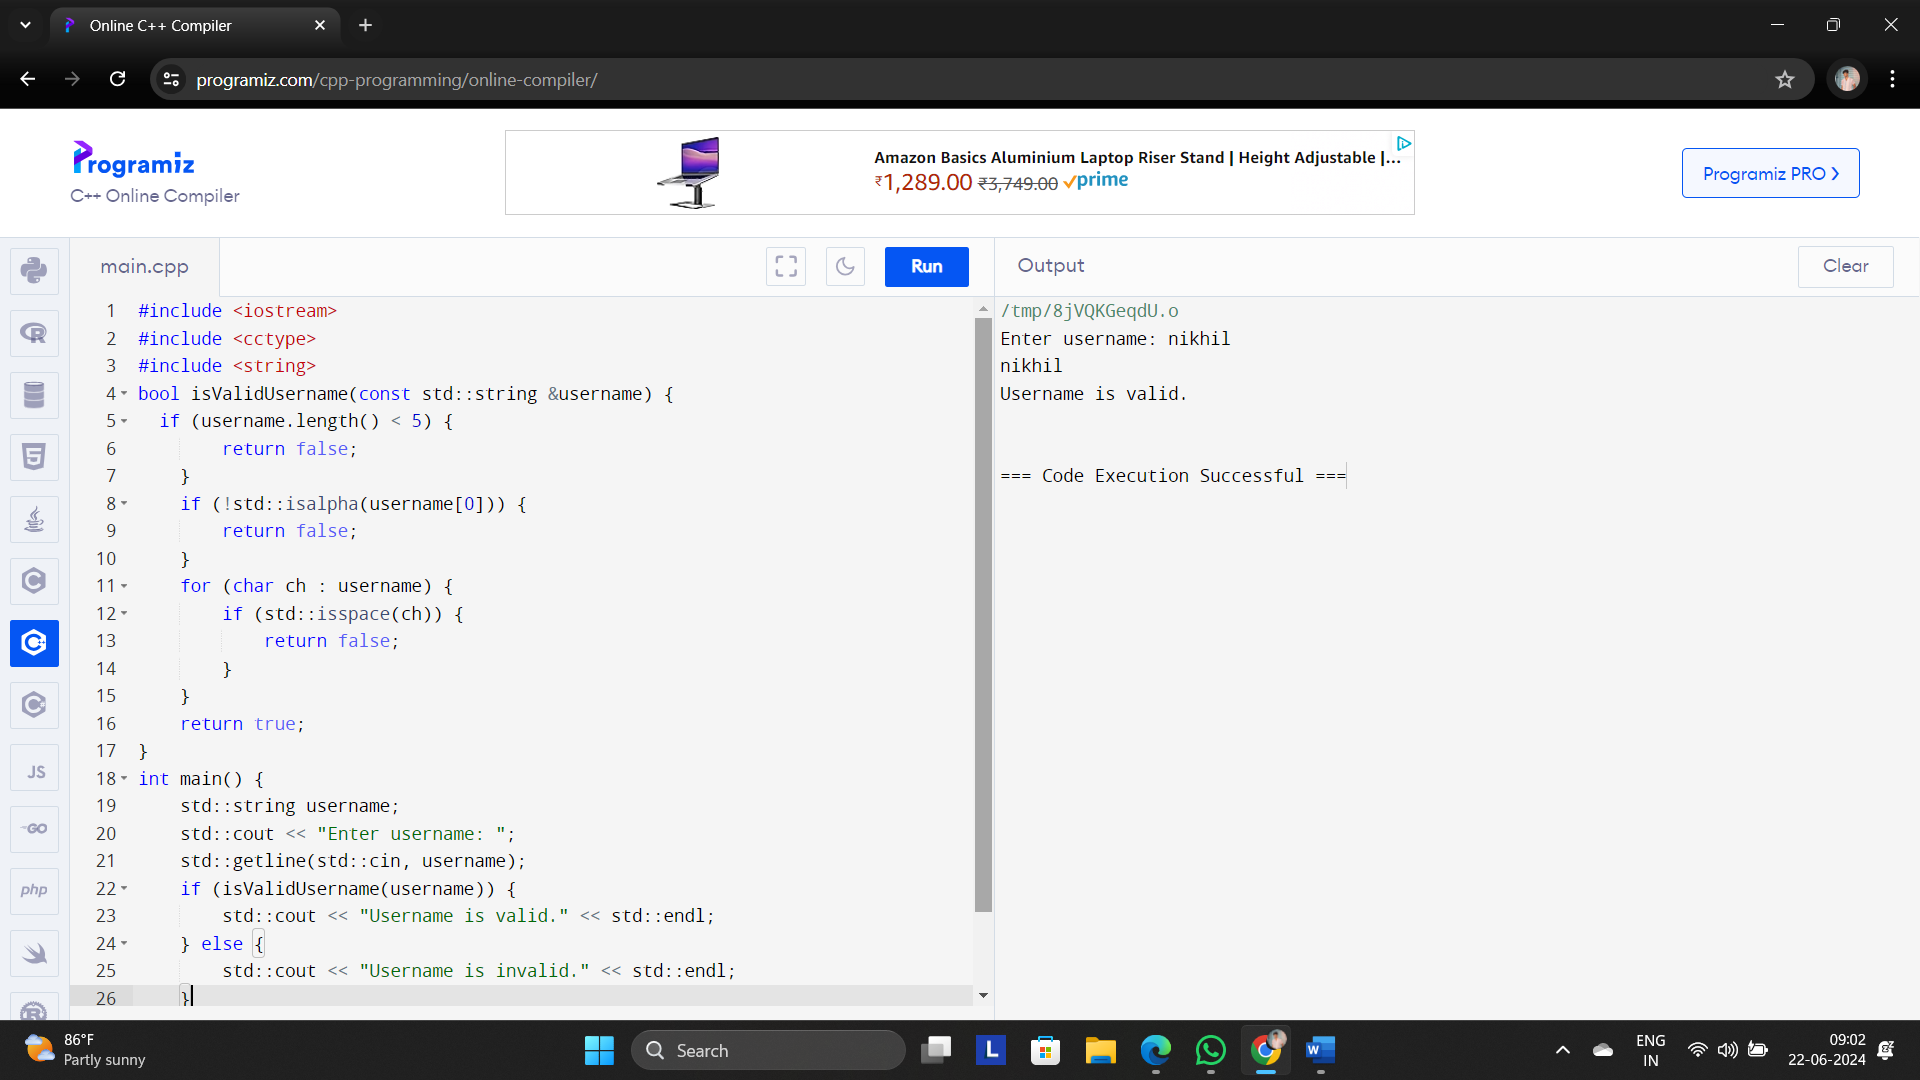 Online C++ Compiler
programiz.com/cpp-programming/online-compiler/
Programiz
C++ Online Compiler
Amazon Basics Aluminium Laptop Riser Stand | Height Adjustable |...
₹1,289.00 ₹3,749.00 prime
Programiz PRO
main.cpp
Run
Output
Clear
1 #include <iostream>
2 #include <cctype>
3 #include <string>
4 bool isValidUsername(const std::string &username) {
5 if (username.length() < 5) {
6 return false;
7 }
8 if (!std::isalpha(username[0])) {
9 return false;
10 }
11 for (char ch : username) {
12 if (std::isspace(ch)) {
13 return false;
14 }
15 }
16 return true;
17 }
18 int main() {
19 std::string username;
20 std::cout << "Enter username: ";
21 std::getline(std::cin, username);
22 if (isValidUsername(username)) {
23 std::cout << "Username is valid." << std::endl;
24 } else {
25 std::cout << "Username is invalid." << std::endl;
26 }
/tmp/8jVQKGeqdU.o
Enter username: nikhil
nikhil
Username is valid.
=== Code Execution Successful ===
JS
GO
php
86°F
Partly sunny
Search
L
W
ENG
IN
09:02
22-06-2024